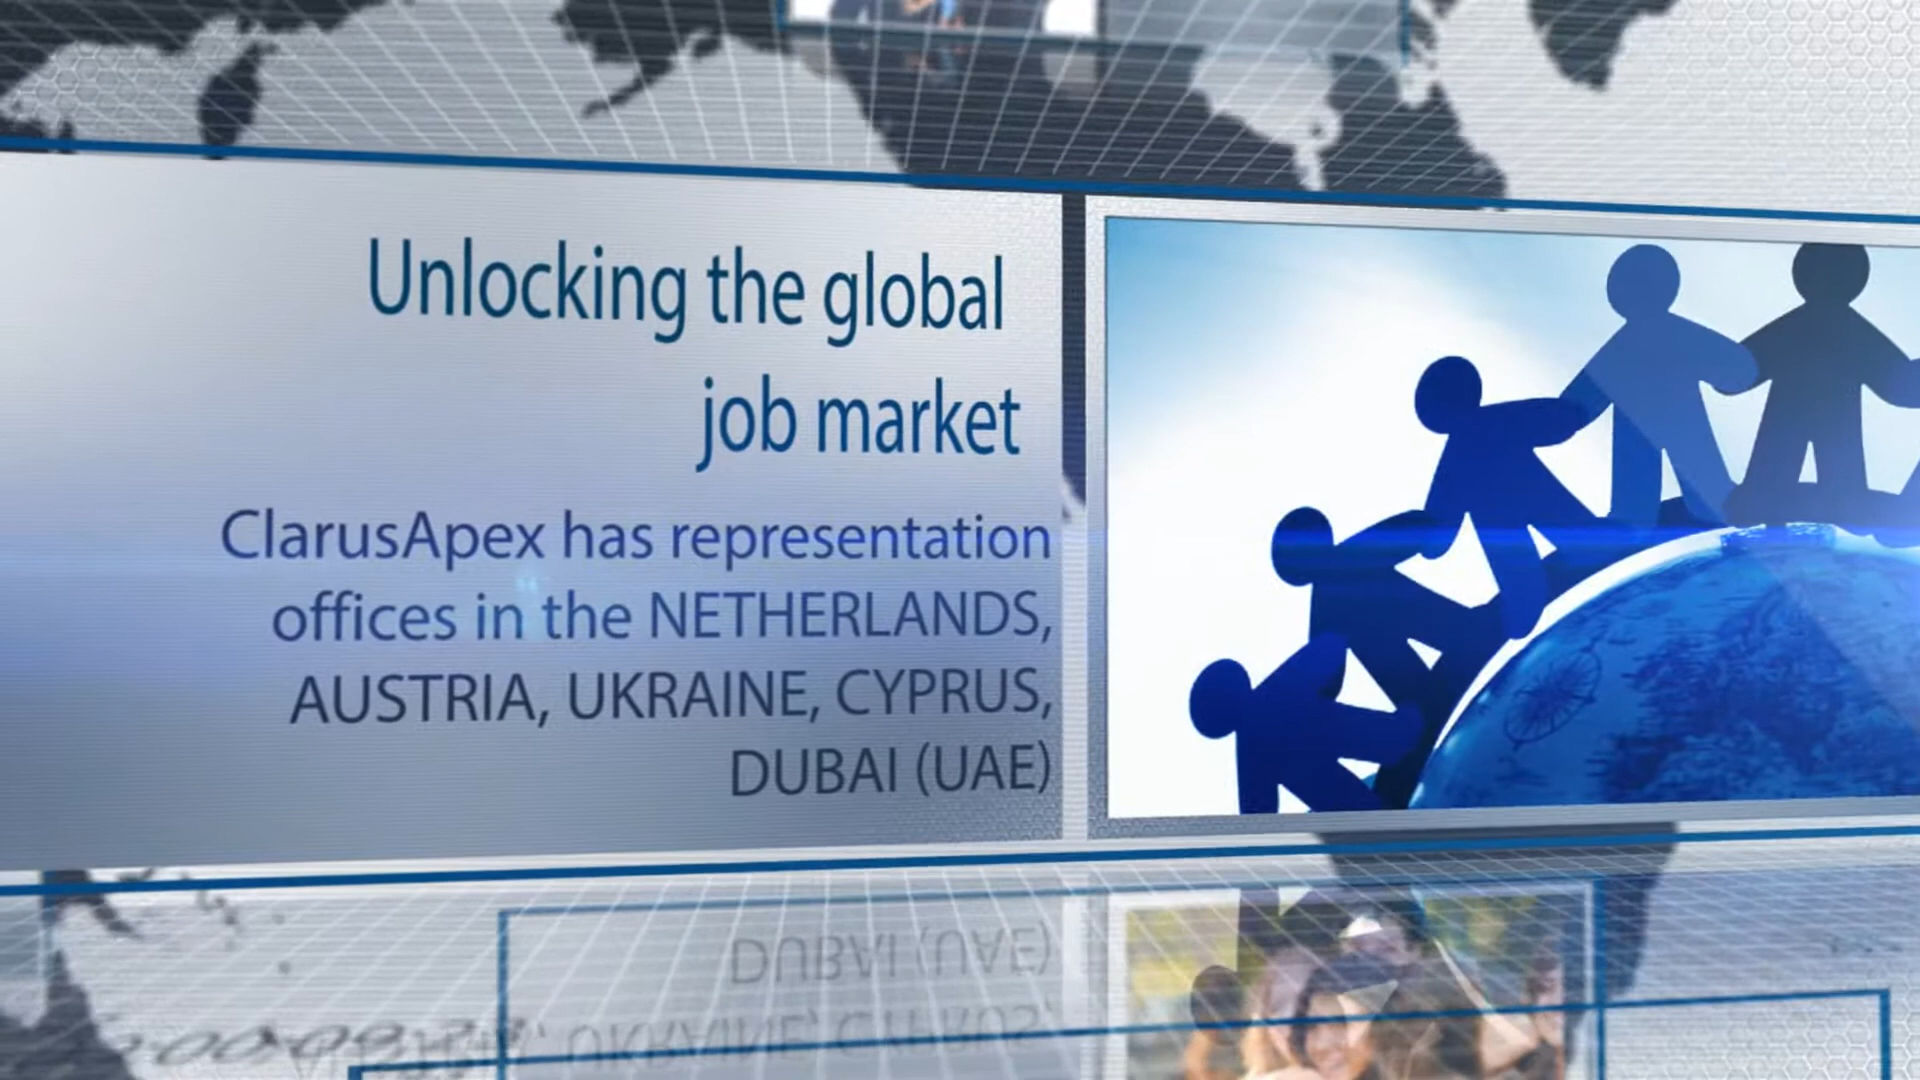 Unlocking the global
job market
ClarusApex has representation
offices in the NETHERLANDS,
AUSTRIA, UKRAINE, CYPRUS,
DUBAI (UAE)